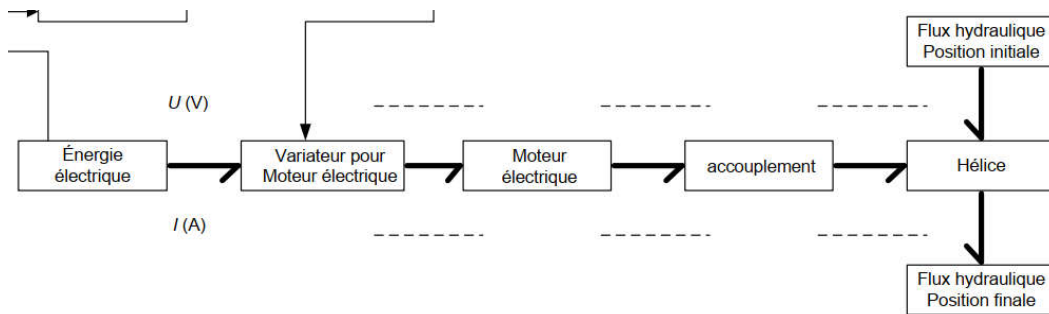 Flux hydraulique
Position initiale
U (V)
Énergie
électrique
Variateur pour
Moteur électrique
Moteur
électrique
accouplement
Hélice
I (A)
Flux hydraulique
Position finale